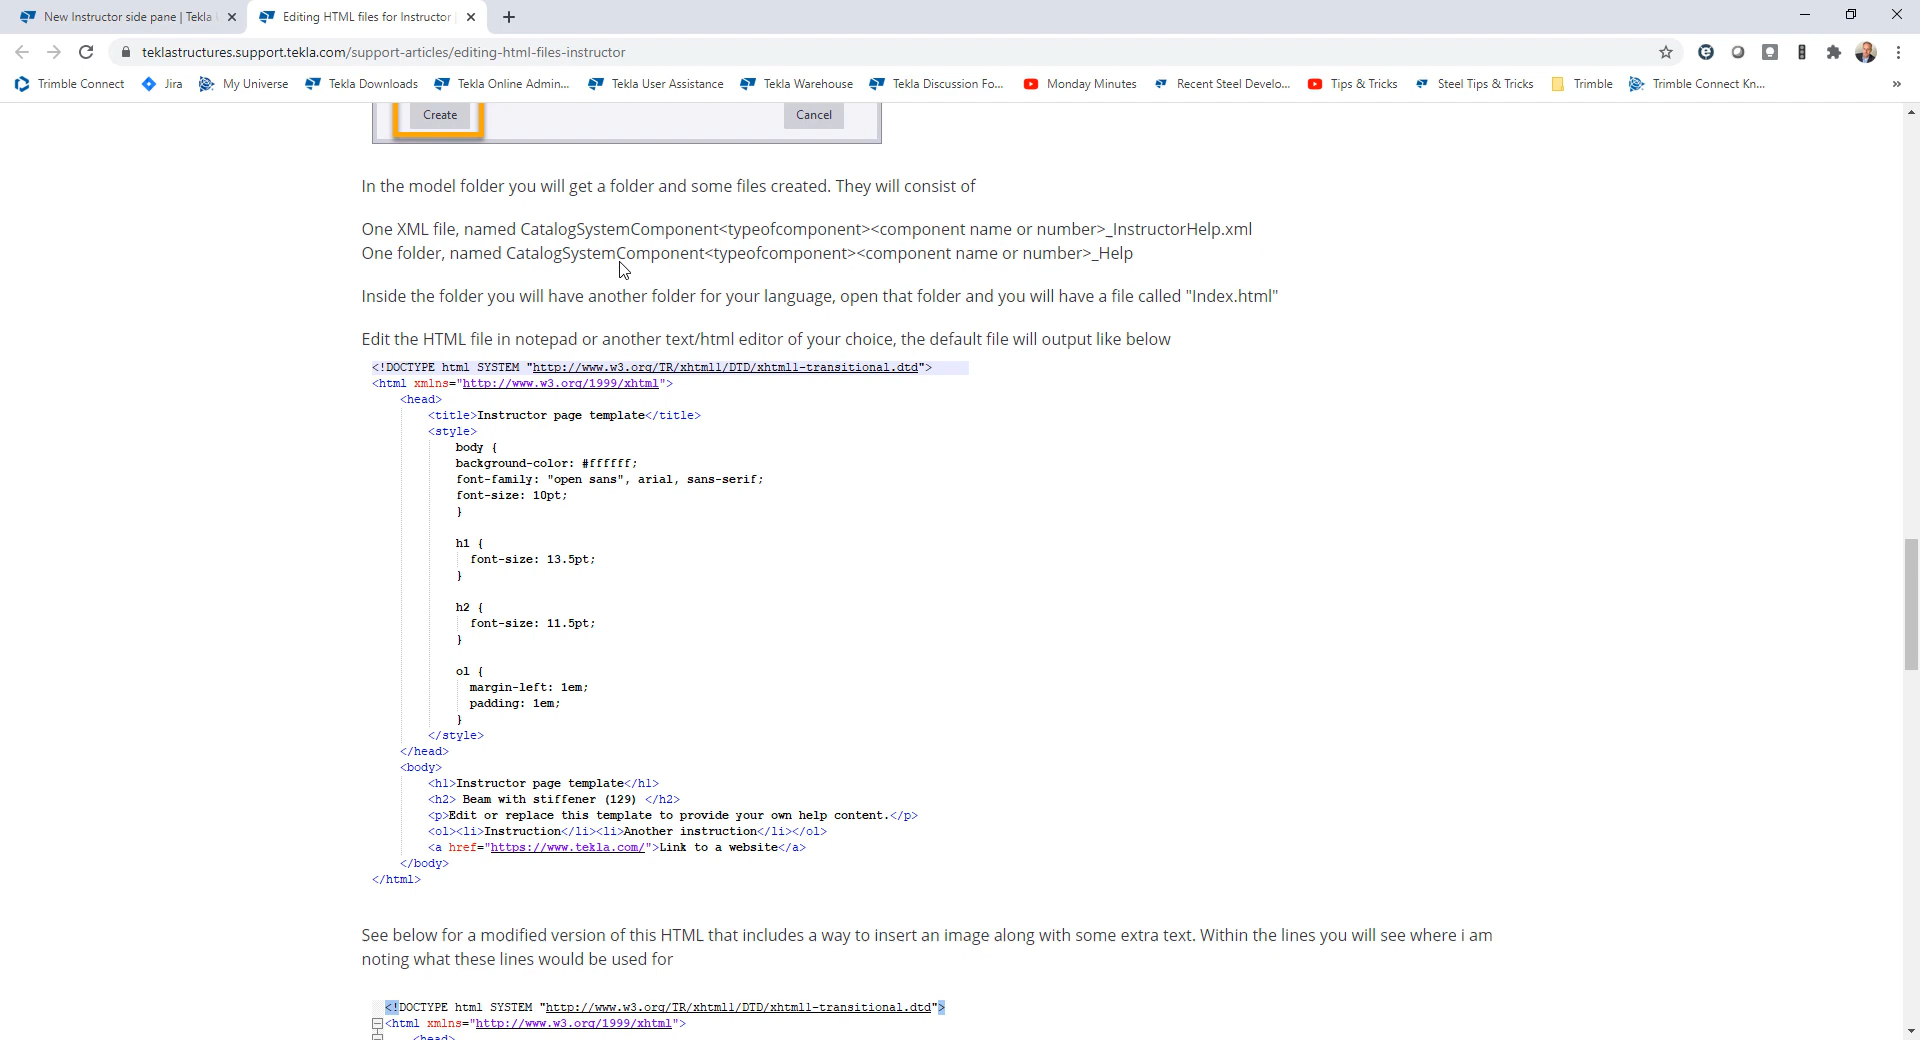 New Instructor side pane | Tekla
Editing HTML files for Instructor
teklastructures.support.tekla.com/support-articles/editing-html-files-instructor
Trimble Connect
Jira
My Universe
Tekla Downloads
Tekla Online Admin...
Tekla User Assistance
Tekla Warehouse
Tekla Discussion Fo...
Monday Minutes
Recent Steel Develo...
Tips & Tricks
Steel Tips & Tricks
Trimble
Trimble Connect Kn...
Create
Cancel
In the model folder you will get a folder and some files created. They will consist of
One XML file, named CatalogSystemComponent<typeofcomponent><component name or number>_InstructorHelp.xml
One folder, named CatalogSystemComponent<typeofcomponent><component name or number>_Help
Inside the folder you will have another folder for your language, open that folder and you will have a file called "Index.html"
Edit the HTML file in notepad or another text/html editor of your choice, the default file will output like below
<!DOCTYPE html SYSTEM "http://www.w3.org/TR/xhtml1/DTD/xhtml1-transitional.dtd">
<html xmlns="http://www.w3.org/1999/xhtml">
<head>
<title>Instructor page template</title>
<style>
body {
background-color: #ffffff;
font-family: "open sans", arial, sans-serif;
font-size: 10pt;
}
h1 {
font-size: 13.5pt;
}
h2 {
font-size: 11.5pt;
}
ol {
margin-left: 1em;
padding: 1em;
}
</style>
</head>
<body>
<h1>Instructor page template</h1>
<h2> Beam with stiffener (129) </h2>
<p>Edit or replace this template to provide your own help content.</p>
<ol><li>Instruction</li><li>Another instruction</li></ol>
<a href="https://www.tekla.com/">Link to a website</a>
</body>
</html>
See below for a modified version of this HTML that includes a way to insert an image along with some extra text. Within the lines you will see where i am
noting what these lines would be used for
<!DOCTYPE html SYSTEM "http://www.w3.org/TR/xhtml1/DTD/xhtml1-transitional.dtd">
<html xmlns="http://www.w3.org/1999/xhtml">
<head>